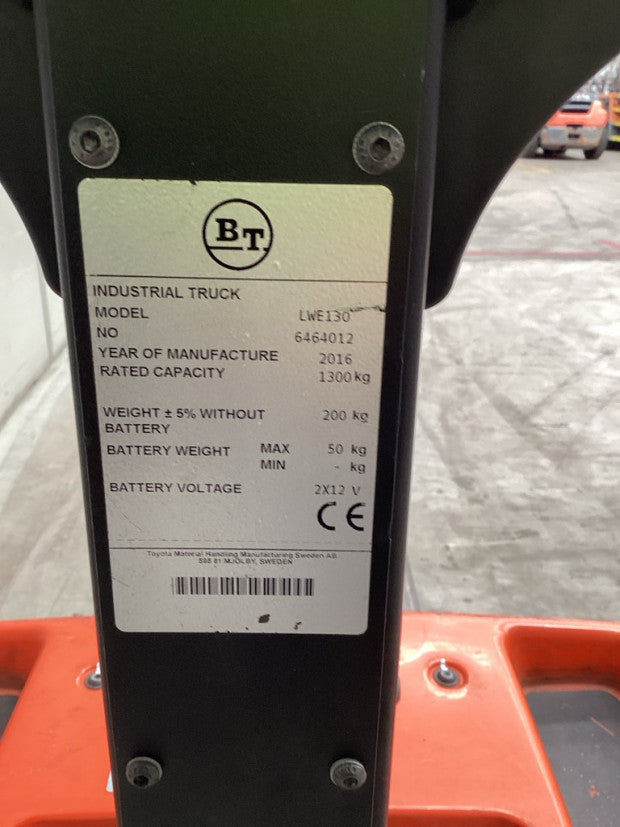 BT
INDUSTRIAL TRUCK
MODEL LWE130
NO 6464012
YEAR OF MANUFACTURE 2016
RATED CAPACITY 1300 kg
WEIGHT ± 5% WITHOUT 200 kg
BATTERY
BATTERY WEIGHT MAX 50 kg
MIN - kg
BATTERY VOLTAGE 2X12 V
CE
Toyota Material Handling Manufacturing Sweden AB
595 81 MJÖLBY, SWEDEN